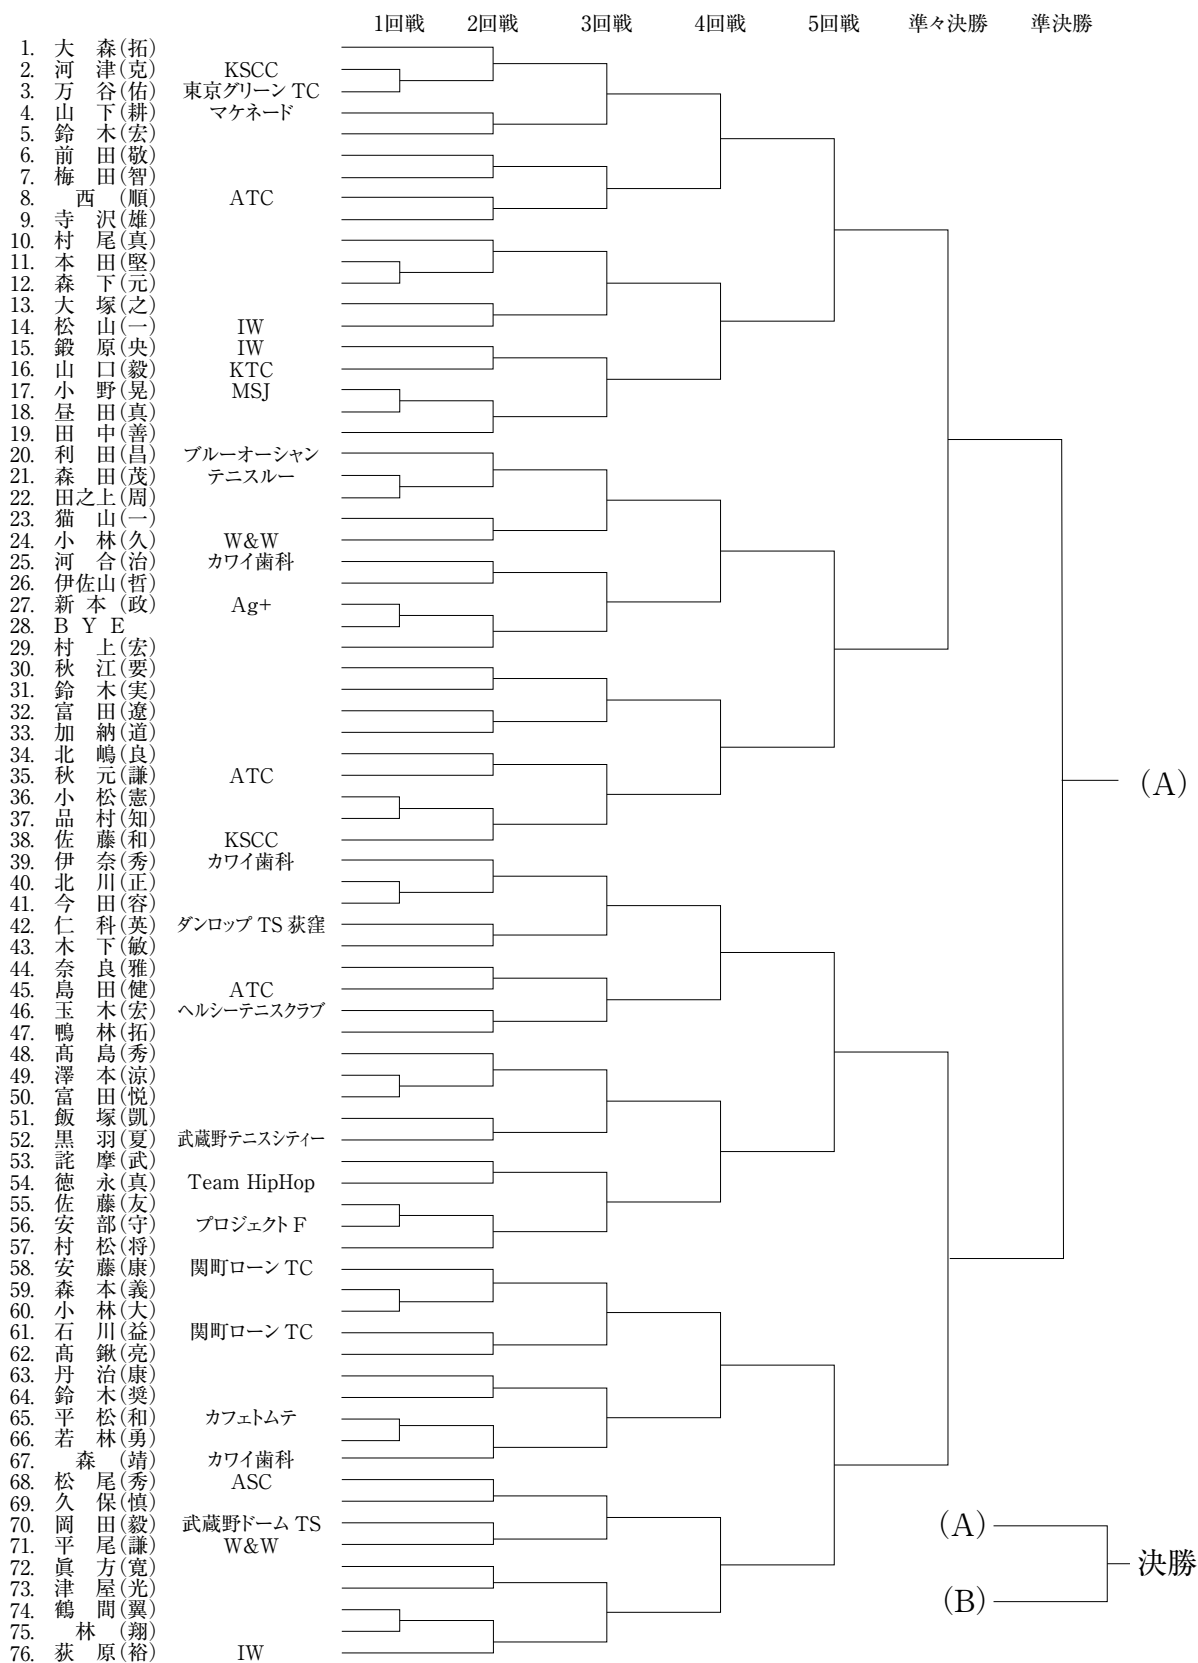 1回戦 2回戦 3回戦 4回戦 5回戦 準々決勝 準決勝
1. 大 森(拓)
2. 河 津(克) KSCC
3. 万 谷(佑) 東京グリーン TC
4. 山 下(耕) マケネード
5. 鈴 木(宏)
6. 前 田(敬)
7. 梅 田(智)
8. 西 (順) ATC
9. 寺 沢(雄)
10. 村 尾(真)
11. 本 田(堅)
12. 森 下(元)
13. 大 塚(之)
14. 松 山(一) IW
15. 鍛 原(央) IW
16. 山 口(毅) KTC
17. 小 野(晃) MSJ
18. 昼 田(真)
19. 田 中(善)
20. 利 田(昌) ブルーオーシャン
21. 森 田(茂) テニスルー
22. 田之上(周)
23. 猫 山(一)
24. 小 林(久) W&W
25. 河 合(治) カワイ歯科
26. 伊佐山(哲)
27. 新 本 (政) Ag+
28. B Y E
29. 村 上(宏)
30. 秋 江(要)
31. 鈴 木(実)
32. 富 田(遼)
33. 加 納(道)
34. 北 嶋(良)
35. 秋 元(謙) ATC
36. 小 松(憲)
37. 品 村(知)
38. 佐 藤(和) KSCC
39. 伊 奈(秀) カワイ歯科
40. 北 川(正)
41. 今 田(容)
42. 仁 科(英) ダンロップ TS 荻窪
43. 木 下(敏)
44. 奈 良(雅)
45. 島 田(健) ATC
46. 玉 木(宏) ヘルシーテニスクラブ
47. 鴨 林(拓)
48. 髙 島(秀)
49. 澤 本(涼)
50. 富 田(悦)
51. 飯 塚(凱)
52. 黒 羽(夏) 武蔵野テニスシティー
53. 詫 摩(武)
54. 徳 永(真) Team HipHop
55. 佐 藤(友)
56. 安 部(守) プロジェクト F
57. 村 松(将)
58. 安 藤(康) 関町ローン TC
59. 森 本(義)
60. 小 林(大)
61. 石 川(益) 関町ローン TC
62. 髙 鍬(亮)
63. 丹 治(康)
64. 鈴 木(奨)
65. 平 松(和) カフェトムテ
66. 若 林(勇)
67. 森 (靖) カワイ歯科
68. 松 尾(秀) ASC
69. 久 保(慎)
70. 岡 田(毅) 武蔵野ドーム TS
71. 平 尾(謙) W&W
72. 眞 方(寛)
73. 津 屋(光)
74. 鶴 間(翼)
75. 林 (翔)
76. 荻 原(裕) IW
(A)
(A)
決勝
(B)